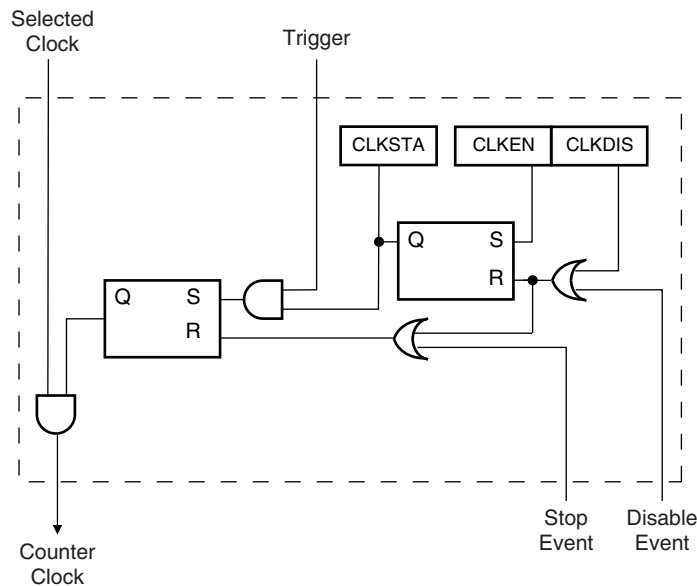 Selected
Clock
Trigger
CLKSTA
CLKEN
CLKDIS
Q
S
R
Q
S
R
Stop
Event
Disable
Event
Counter
Clock